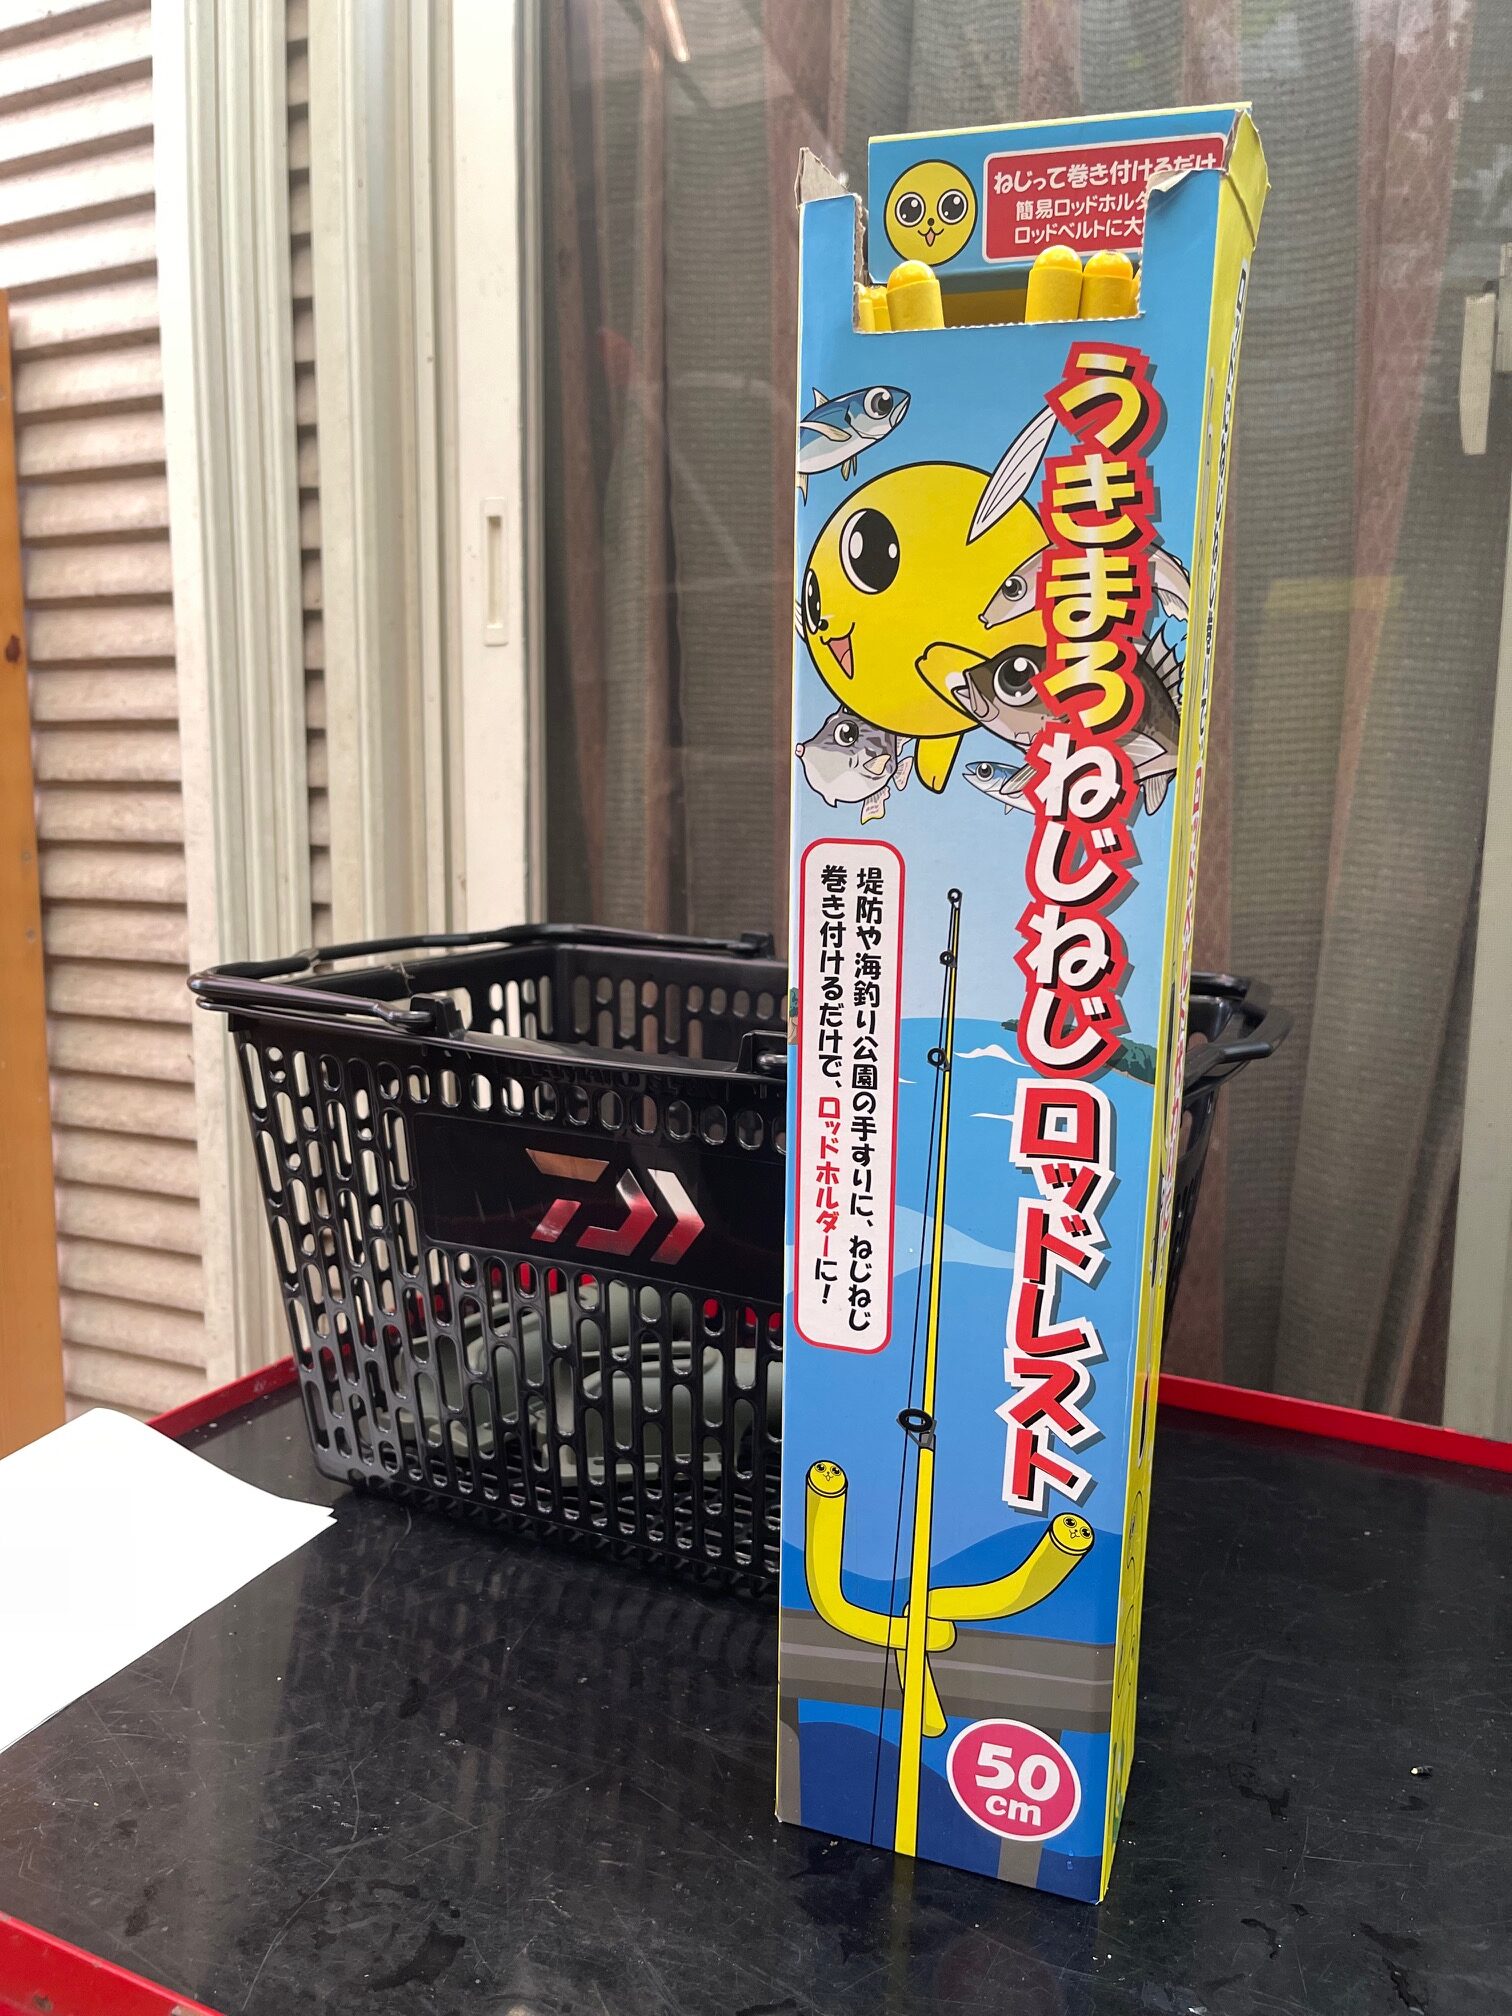 ねじって巻き付けるだけ
簡易ロッドホルダ
ロッドベルトに大
うきまろねじねじロッドレスト
堤防や海釣り公園の手すりに、ねじねじ
巻き付けるだけで、ロッドホルダーに!
50
cm